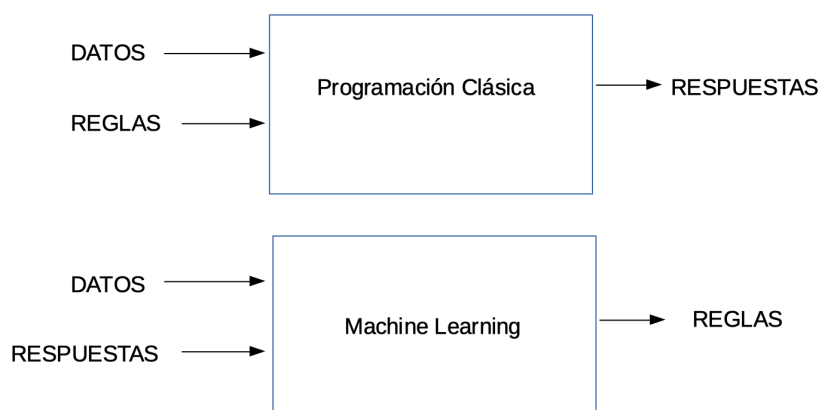 DATOS
Programación Clásica
RESPUESTAS
REGLAS
DATOS
Machine Learning
REGLAS
RESPUESTAS